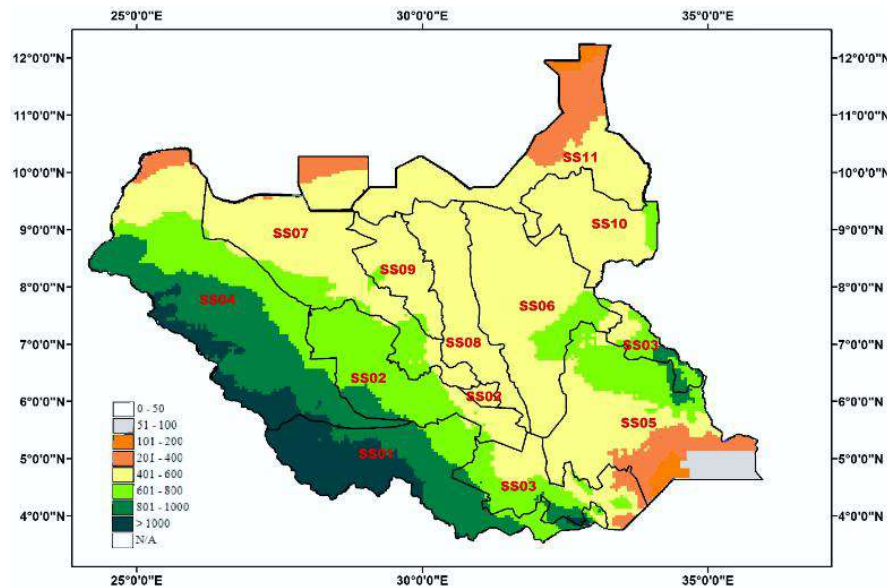 25°0'0"E 30°0'0"E 35°0'0"E
12°0'0"N 12°0'0"N
11°0'0"N 11°0'0"N
10°0'0"N SS11 10°0'0"N
9°0'0"N SS07 SS10 9°0'0"N
SS09
8°0'0"N 8°0'0"N
SS04 SS06
7°0'0"N SS08 SS03 7°0'0"N
SS02
6°0'0"N SS02 6°0'0"N
0 - 50
51 - 100 SS05
101 - 200
5°0'0"N 201 - 400 SS01 5°0'0"N
401 - 600
601 - 800 SS03
801 - 1000
4°0'0"N > 1000 4°0'0"N
N/A
25°0'0"E 30°0'0"E 35°0'0"E